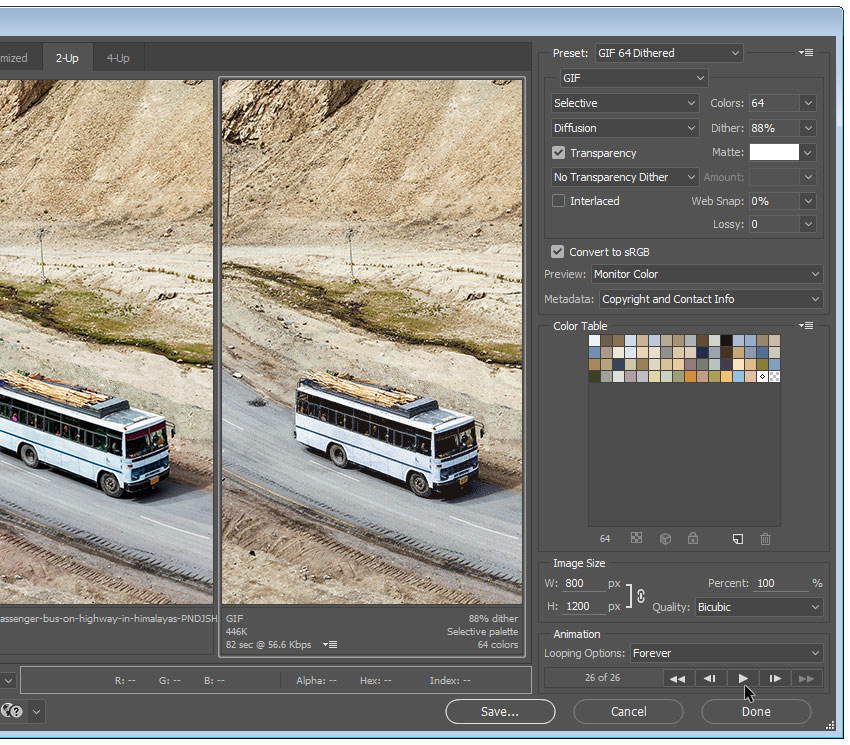 mized 2-Up 4-Up
Preset: GIF 64 Dithered
GIF
Selective Colors: 64
Diffusion Dither: 88%
Transparency Matte:
No Transparency Dither Amount:
Interlaced Web Snap: 0%
Lossy: 0
Convert to sRGB
Preview: Monitor Color
Metadata: Copyright and Contact Info
Color Table
64
Image Size
W: 800 px Percent: 100 %
H: 1200 px Quality: Bicubic
assenger-bus-on-highway-in-himalayas-PNDJSH
GIF 88% dither
446K Selective palette
82 sec @ 56.6 Kbps 64 colors
Animation
Looping Options: Forever
26 of 26
R: -- G: -- B: -- Alpha: -- Hex: -- Index: --
Save... Cancel Done